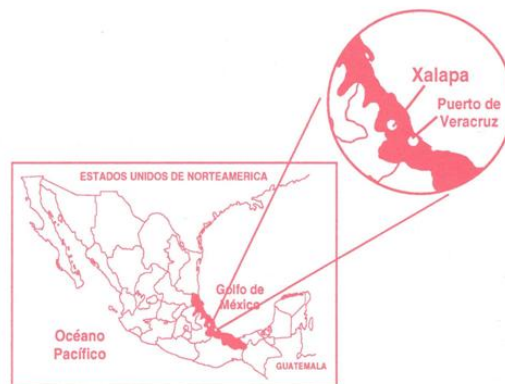 Xalapa
Puerto de
Veracruz
ESTADOS UNIDOS DE NORTEAMERICA
Golfo de
México
Océano
Pacífico
GUATEMALA